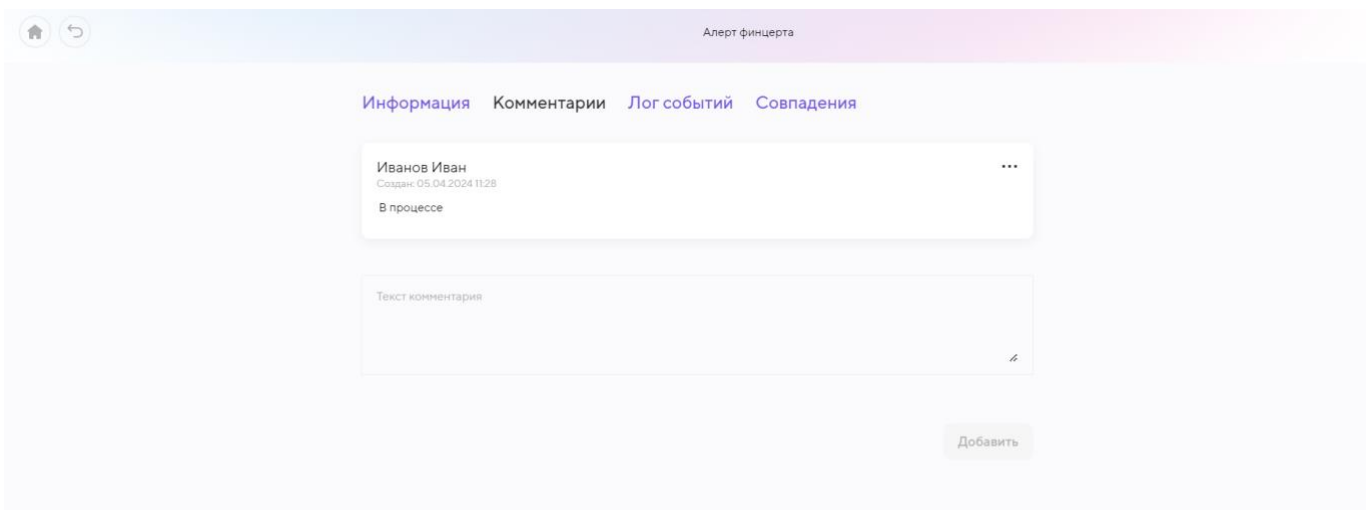 Алерт финцерта
Информация Комментарии Лог событий Совпадения
Иванов Иван
Создан: 05.04.2024 11:28
В процессе
Текст комментария
Добавить